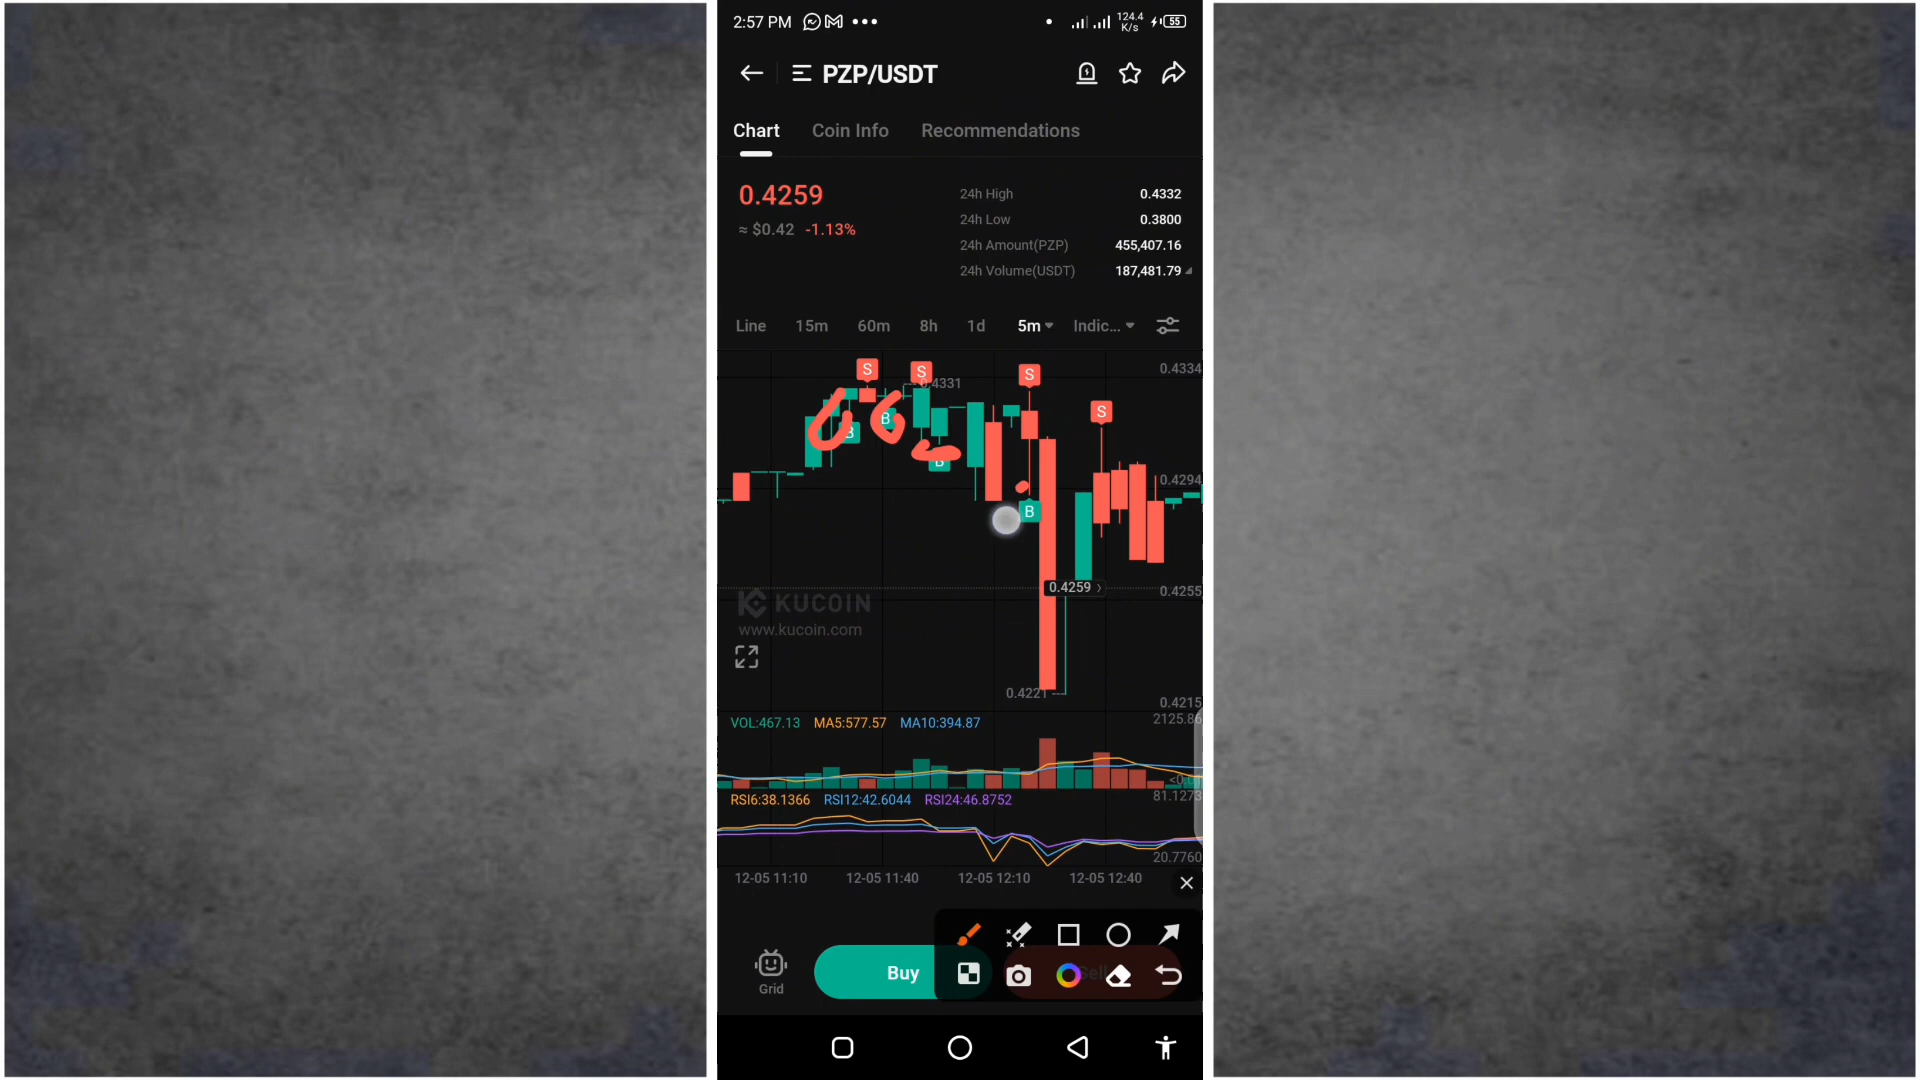 2:57 PM
124.4
K/s
55
PZP/USDT
Chart Coin Info Recommendations
0.4259
≈ $0.42 -1.13%
24h High 0.4332
24h Low 0.3800
24h Amount(PZP) 455,407.16
24h Volume(USDT) 187,481.79
Line 15m 60m 8h 1d 5m Indic...
0.4334
S
S
0.4331
S
S
B
B
B
0.4294
B
0.4259
0.4255
KUCOIN
www.kucoin.com
0.4221
0.4215
VOL:467.13 MA5:577.57 MA10:394.87
2125.86
RSI6:38.1366 RSI12:42.6044 RSI24:46.8752
81.1273
20.7760
12-05 11:10 12-05 11:40 12-05 12:10 12-05 12:40
Grid
Buy
Sell